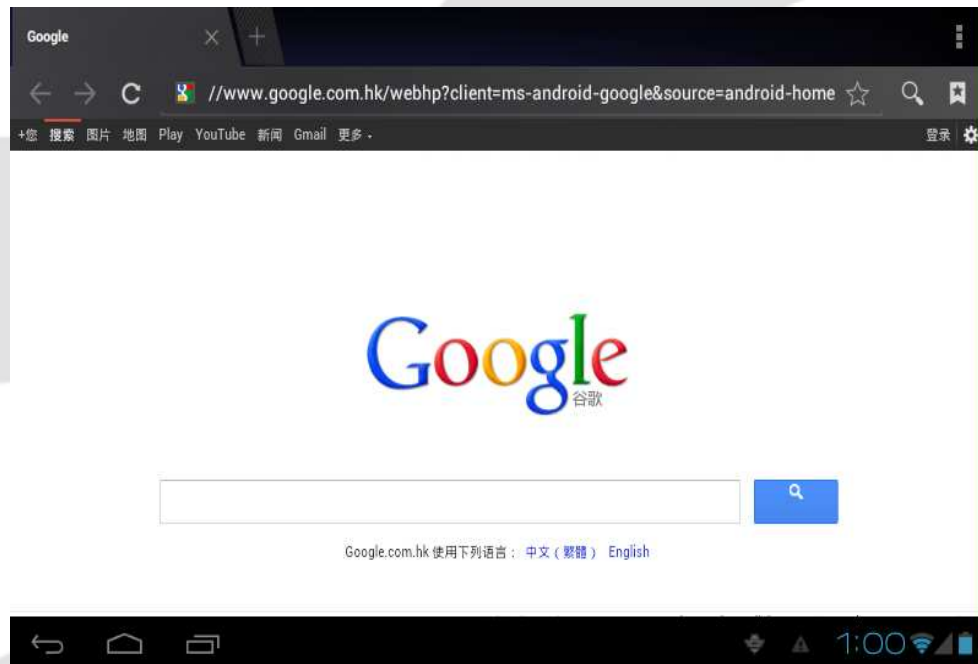 Google
//www.google.com.hk/webhp?client=ms-android-google&source=android-home
+您 搜索 图片 地图 Play YouTube 新闻 Gmail 更多 登录
Google
谷歌
Google.com.hk 使用下列语言： 中文（繁體） English
1:00